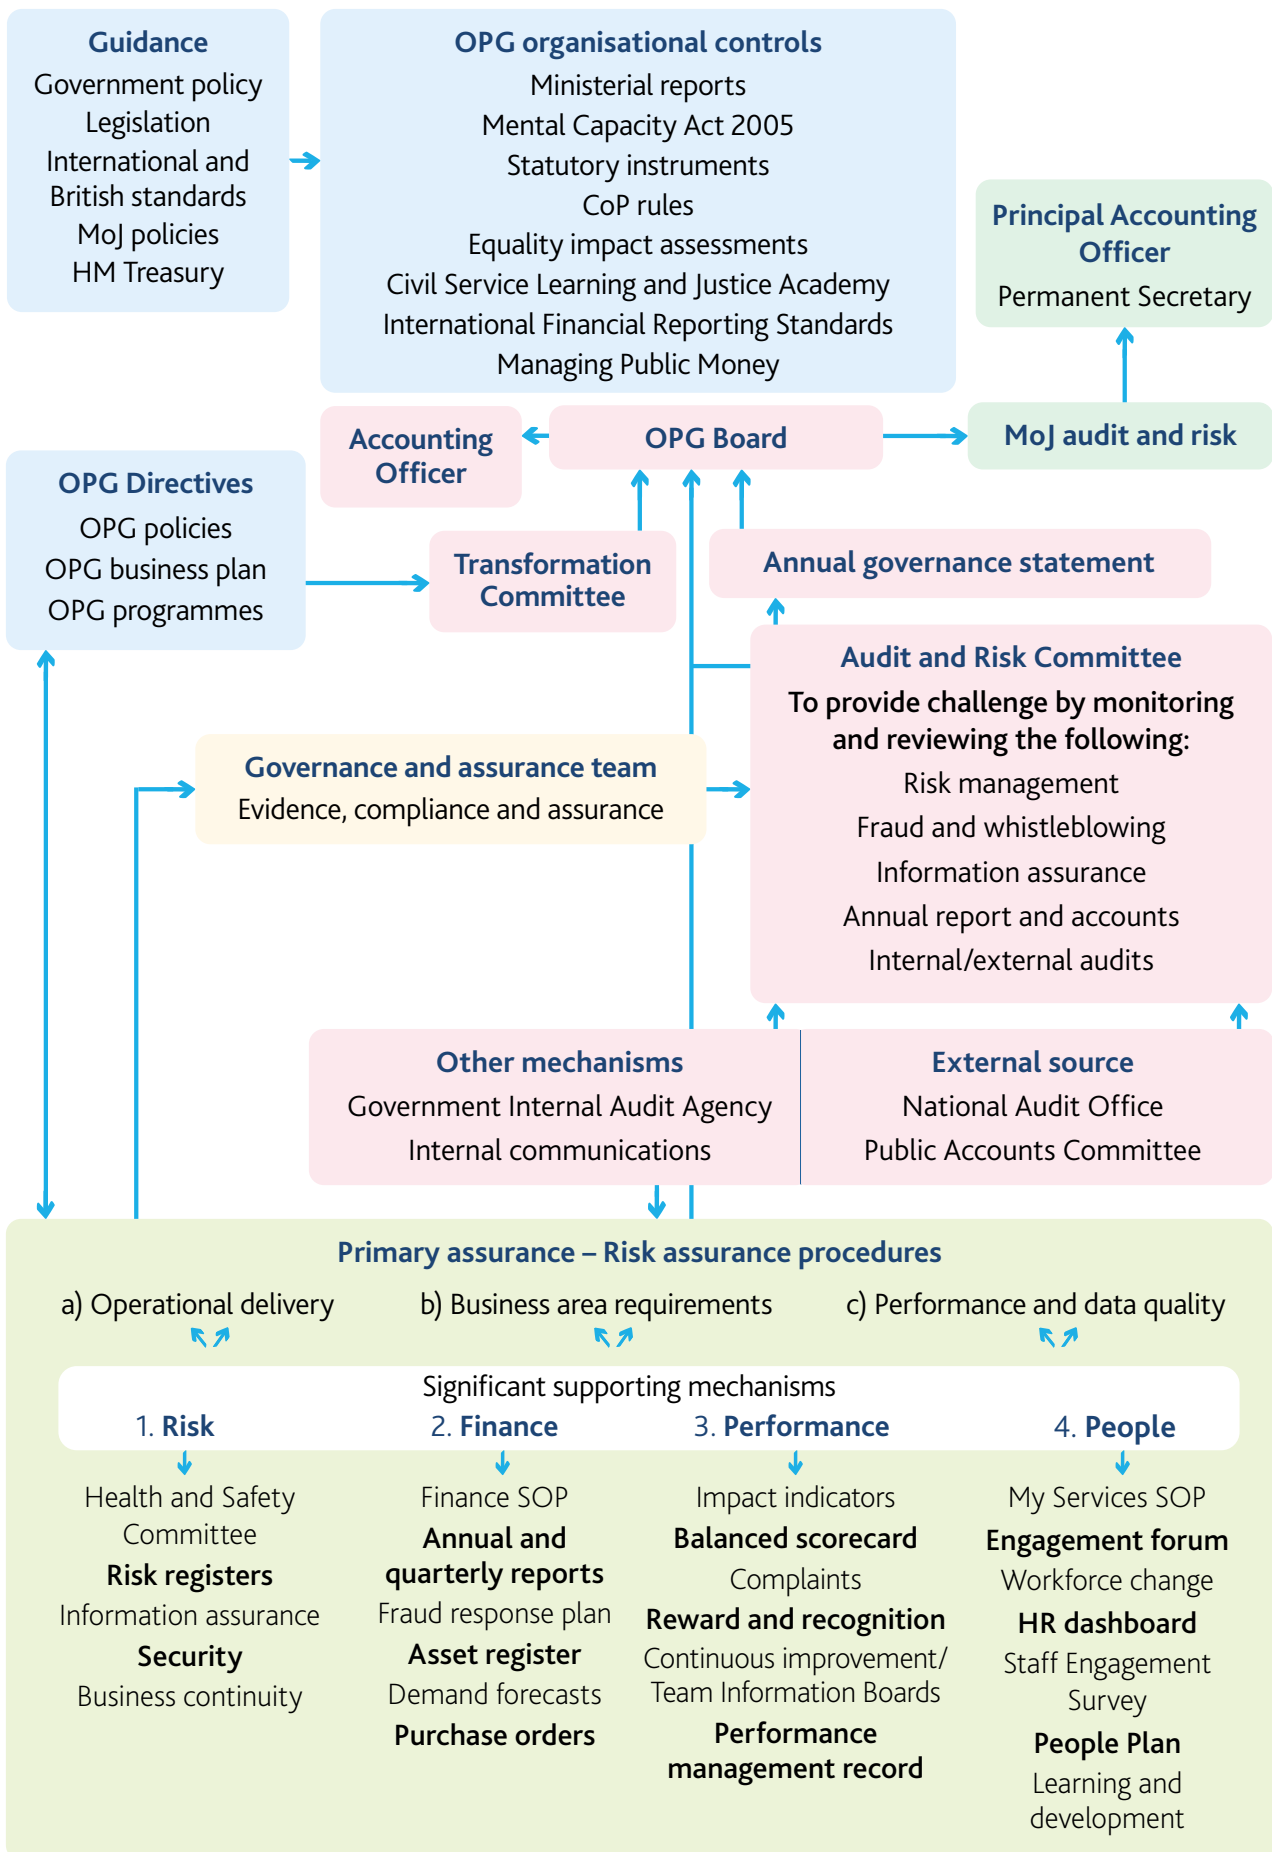 Guidance
Government policy
Legislation
International and
British standards
MoJ policies
HM Treasury
OPG organisational controls
Ministerial reports
Mental Capacity Act 2005
Statutory instruments
CoP rules
Equality impact assessments
Civil Service Learning and Justice Academy
International Financial Reporting Standards
Managing Public Money
Principal Accounting
Officer
Permanent Secretary
Accounting
Officer
OPG Board
MoJ audit and risk
OPG Directives
OPG policies
OPG business plan
OPG programmes
Transformation
Committee
Annual governance statement
Audit and Risk Committee
To provide challenge by monitoring
and reviewing the following:
Risk management
Fraud and whistleblowing
Information assurance
Annual report and accounts
Internal/external audits
Governance and assurance team
Evidence, compliance and assurance
Other mechanisms
Government Internal Audit Agency
Internal communications
External source
National Audit Office
Public Accounts Committee
Primary assurance – Risk assurance procedures
a) Operational delivery
b) Business area requirements
c) Performance and data quality
Significant supporting mechanisms
1. Risk
2. Finance
3. Performance
4. People
Health and Safety
Committee
Risk registers
Information assurance
Security
Business continuity
Finance SOP
Annual and
quarterly reports
Fraud response plan
Asset register
Demand forecasts
Purchase orders
Impact indicators
Balanced scorecard
Complaints
Reward and recognition
Continuous improvement/
Team Information Boards
Performance
management record
My Services SOP
Engagement forum
Workforce change
HR dashboard
Staff Engagement
Survey
People Plan
Learning and
development